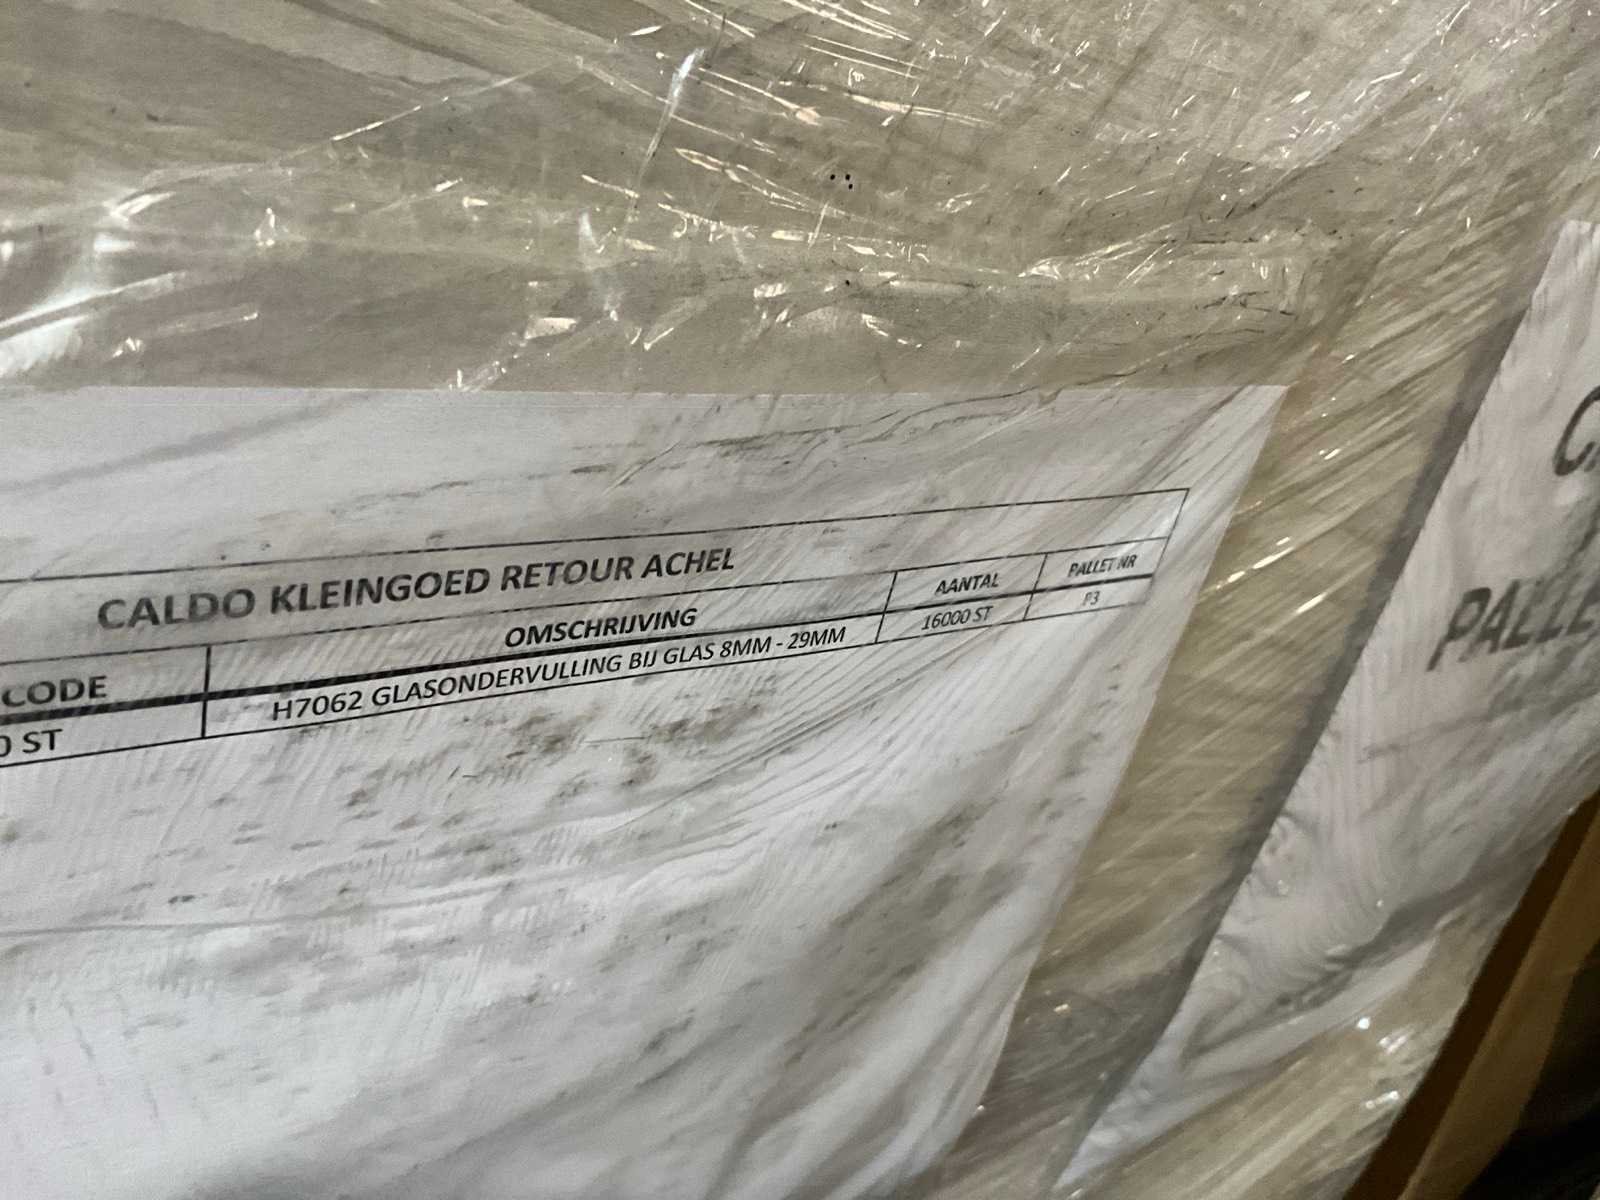 CALDO KLEINGOED RETOUR ACHEL
CODE OMSCHRIJVING AANTAL PALLET NR
0 ST H7062 GLASONDERVULLING BIJ GLAS 8MM - 29MM 16000 ST P3